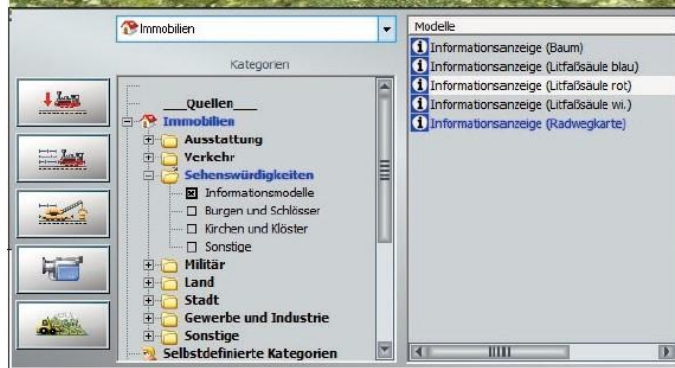 Immobilien
Kategorien
___Quellen___
Immobilien
Ausstattung
Verkehr
Sehenswürdigkeiten
Informationsmodelle
Burgen und Schlösser
Kirchen und Klöster
Sonstige
Militär
Land
Stadt
Gewerbe und Industrie
Sonstige
Selbstdefinierte Kategorien
Modelle
Informationsanzeige (Baum)
Informationsanzeige (Litfaßsäule blau)
Informationsanzeige (Litfaßsäule rot)
Informationsanzeige (Litfaßsäule wi.)
Informationsanzeige (Radwegkarte)